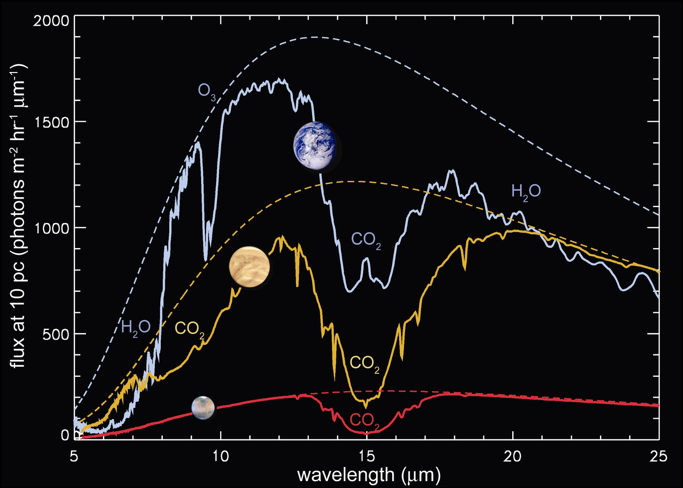 2000
1500
1000
500
0
flux at 10 pc (photons m⁻² hr⁻¹ µm⁻¹)
O₃
H₂O
CO₂
CO₂
H₂O
CO₂
CO₂
5
10
15
20
25
wavelength (µm)